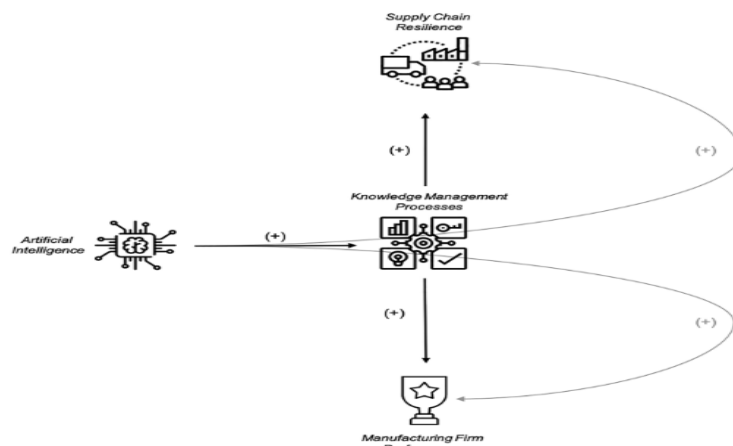 Supply Chain
Resilience
(+)
(+)
Knowledge Management
Processes
(+)
Artificial
Intelligence
(+)
(+)
Manufacturing Firm